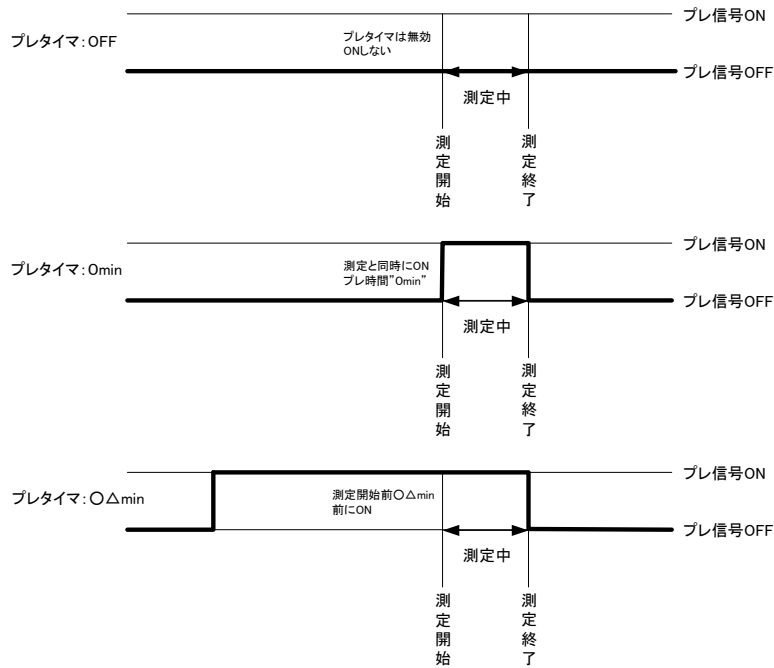 プレタイマ：OFF
プレタイマは無効
ONしない
プレ信号ON
プレ信号OFF
測定中
測定開始
測定終了
プレタイマ：0min
測定と同時にON
プレ時間"0min"
プレ信号ON
プレ信号OFF
測定中
測定開始
測定終了
プレタイマ：○△min
測定開始前○△min
前にON
プレ信号ON
プレ信号OFF
測定中
測定開始
測定終了